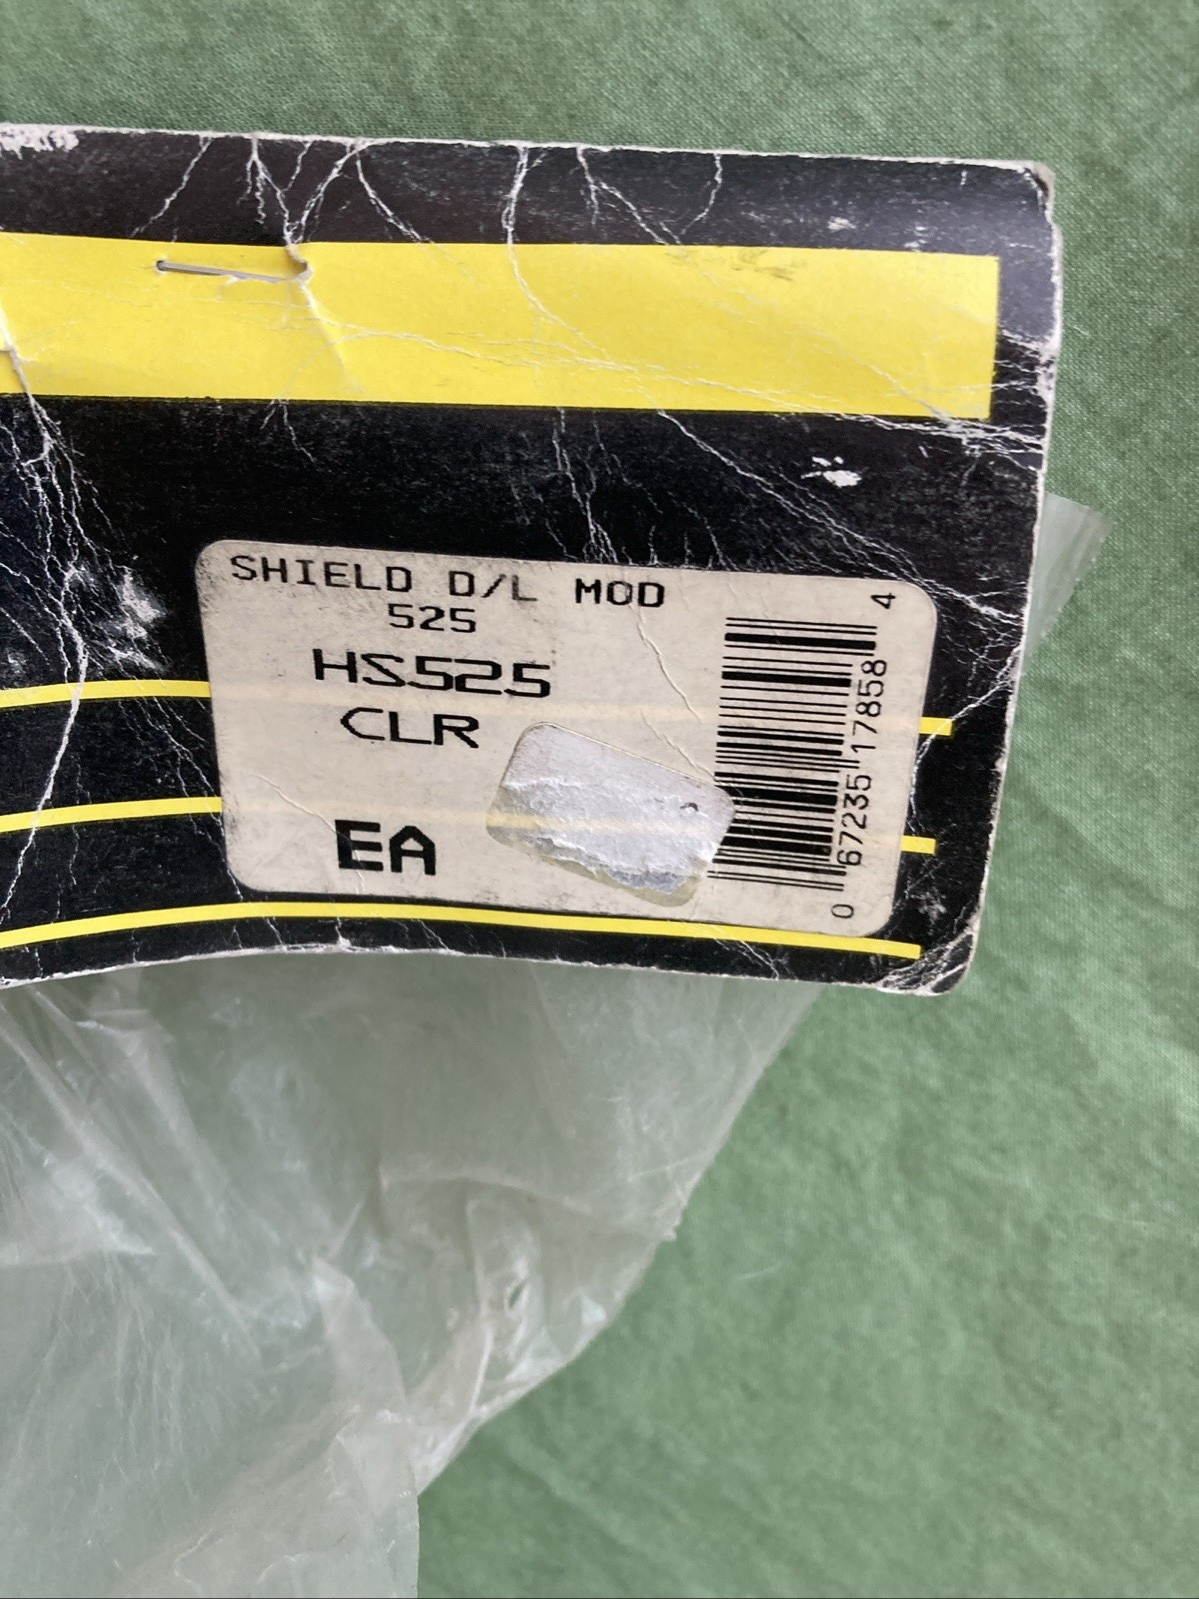 SHIELD D/L MOD
525
HS525
CLR
EA
0 67235 17858 4